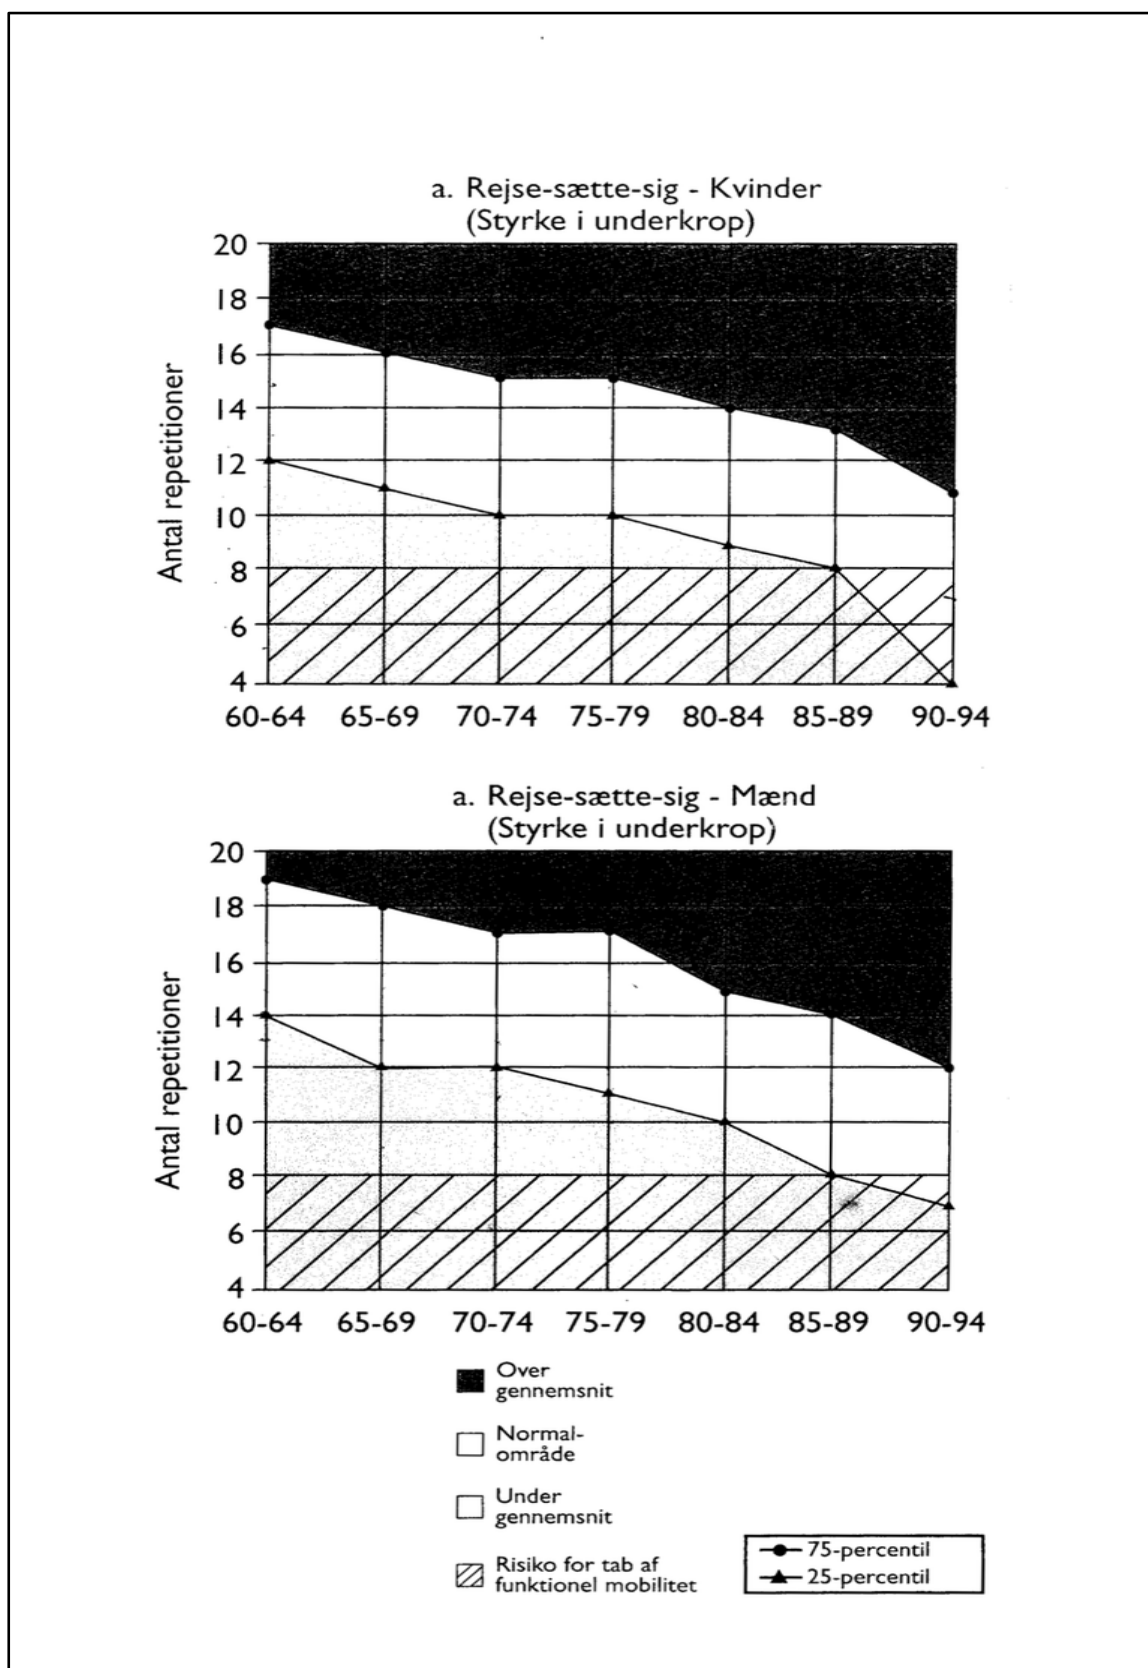 a. Rejse-sætte-sig - Kvinder
(Styrke i underkrop)
Antal repetitioner
20
18
16
14
12
10
8
6
4
60-64 65-69 70-74 75-79 80-84 85-89 90-94
a. Rejse-sætte-sig - Mænd
(Styrke i underkrop)
Antal repetitioner
20
18
16
14
12
10
8
6
4
60-64 65-69 70-74 75-79 80-84 85-89 90-94
Over
gennemsnit
Normal-
område
Under
gennemsnit
Risiko for tab af
funktionel mobilitet
75-percentil
25-percentil